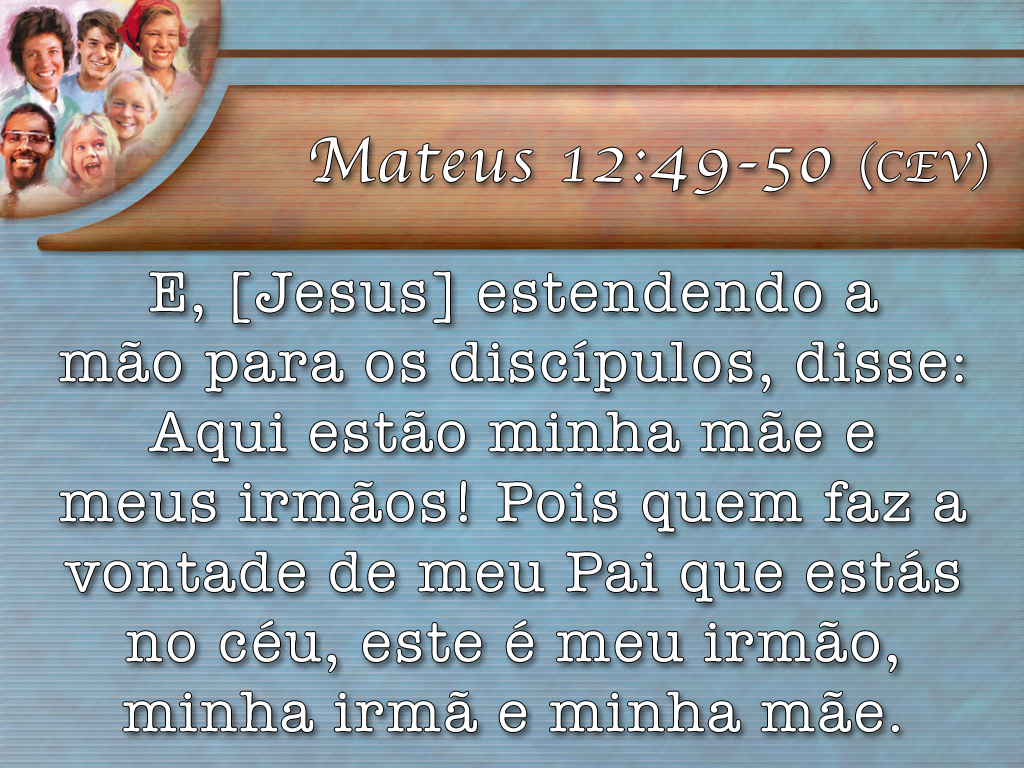 Mateus 12:49-50 (CEV)
E, [Jesus] estendendo a
mão para os discípulos, disse:
Aqui estão minha mãe e
meus irmãos! Pois quem faz a
vontade de meu Pai que estás
no céu, este é meu irmão,
minha irmã e minha mãe.